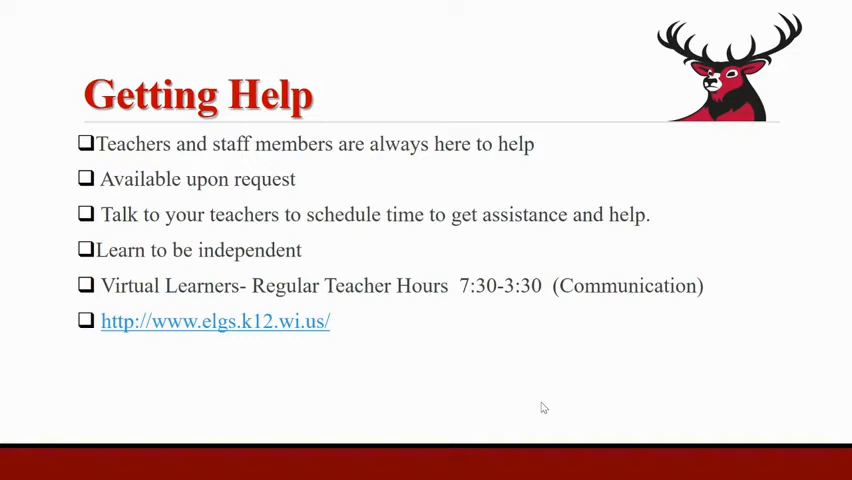 Getting Help
Teachers and staff members are always here to help
Available upon request
Talk to your teachers to schedule time to get assistance and help.
Learn to be independent
Virtual Learners- Regular Teacher Hours 7:30-3:30 (Communication)
http://www.elgs.k12.wi.us/